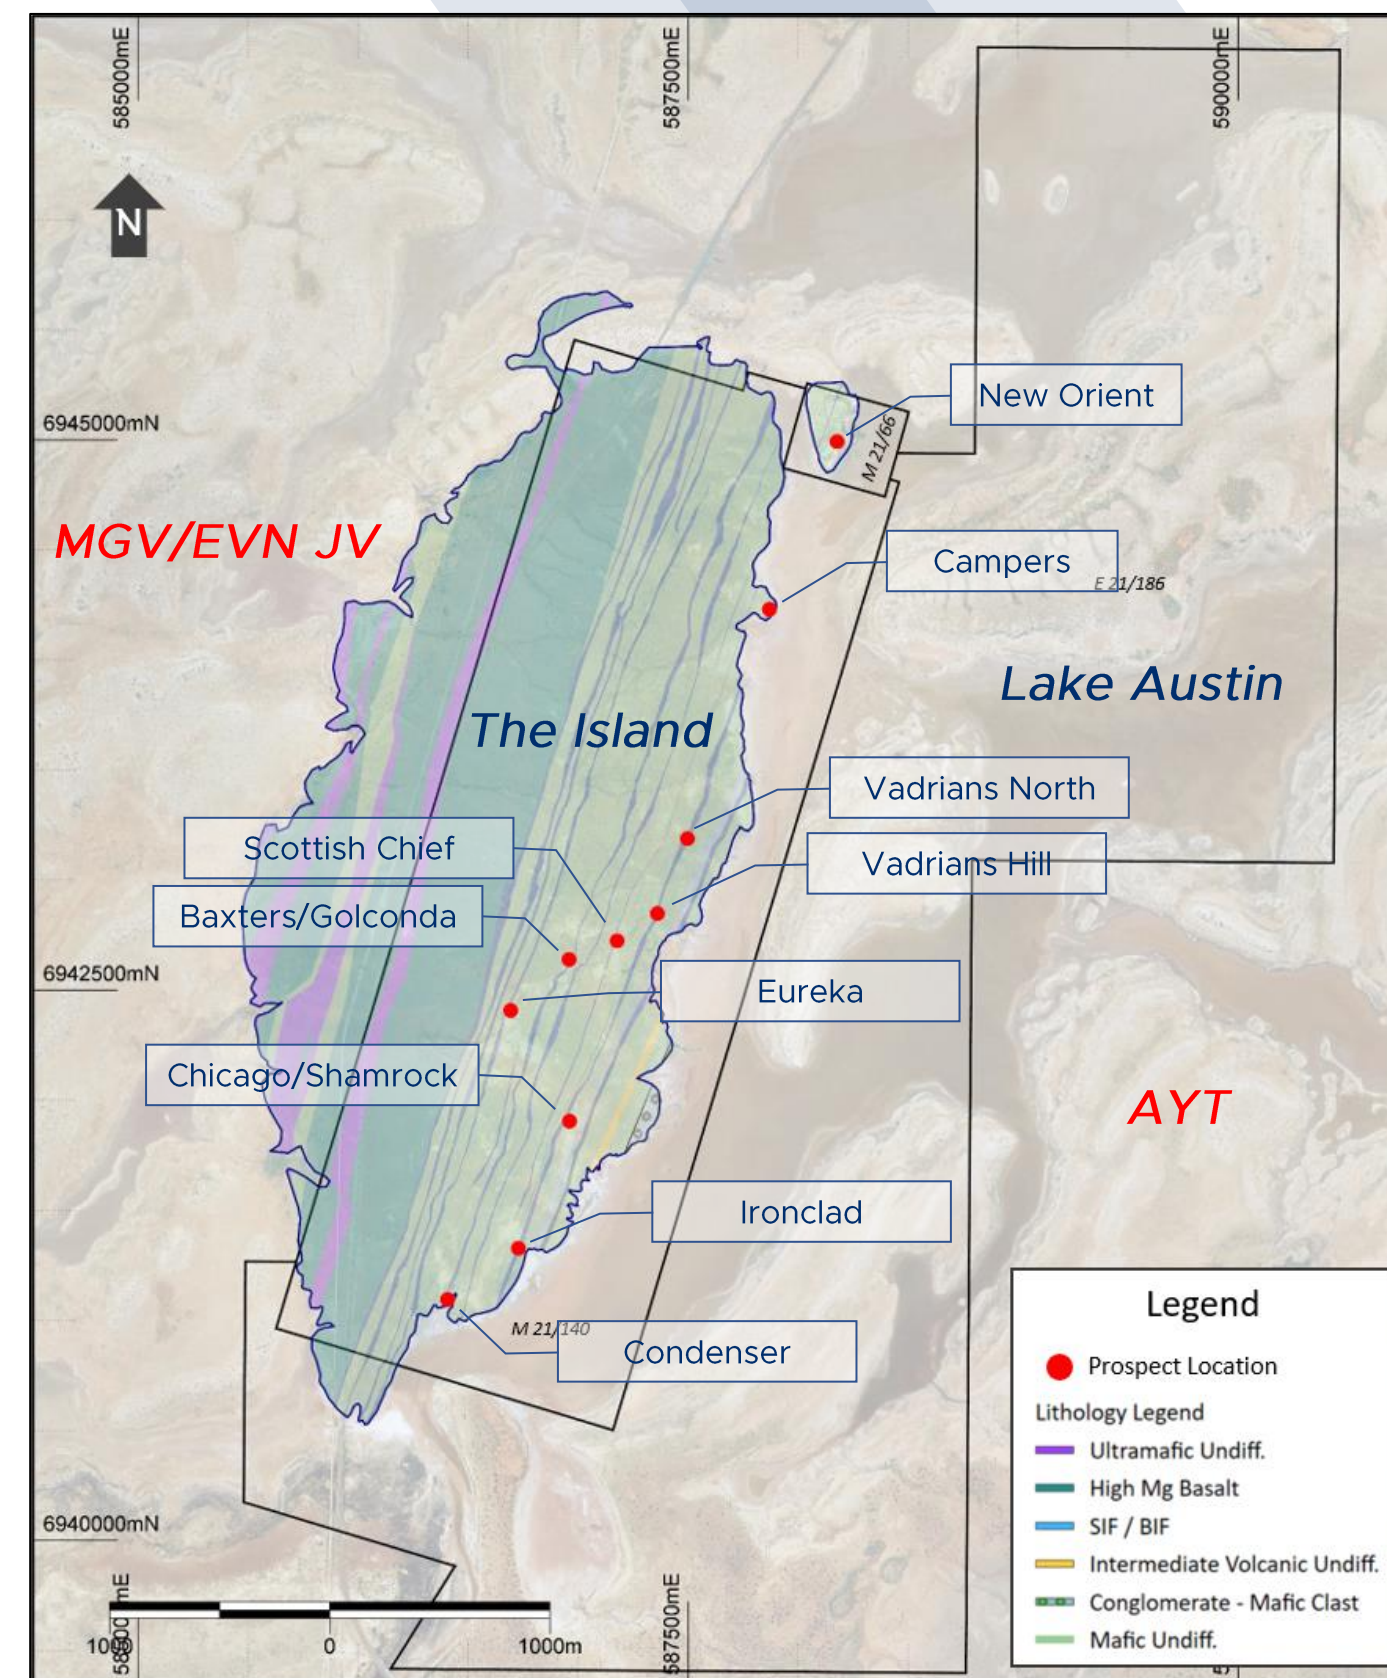 585000mE
587500mE
590000mE
N
New Orient
6945000mN
M 21/66
MGV/EVN JV
Campers
E 21/186
Lake Austin
The Island
Vadrians North
Scottish Chief
Vadrians Hill
Baxters/Golconda
6942500mN
Eureka
Chicago/Shamrock
AYT
Ironclad
M 21/140
Condenser
6940000mN
587500mE
1000
0
1000m
Legend
Prospect Location
Lithology Legend
Ultramafic Undiff.
High Mg Basalt
SIF / BIF
Intermediate Volcanic Undiff.
Conglomerate - Mafic Clast
Mafic Undiff.